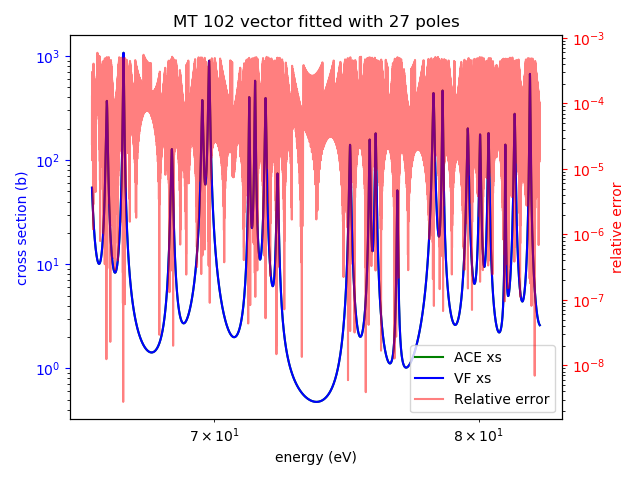 MT 102 vector fitted with 27 poles
10³
10²
10¹
10⁰
cross section (b)
10⁻³
10⁻⁴
10⁻⁵
10⁻⁶
10⁻⁷
10⁻⁸
relative error
ACE xs
VF xs
Relative error
7 × 10¹
8 × 10¹
energy (eV)